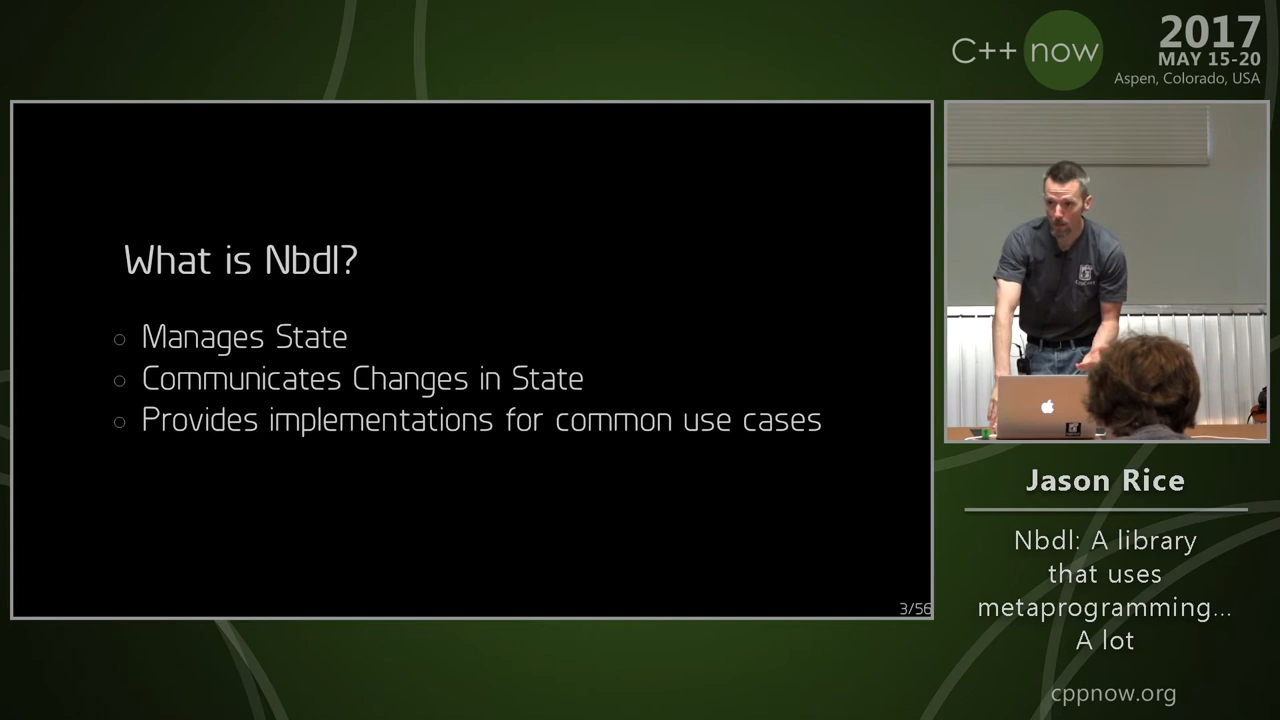 C++ now
2017
MAY 15-20
Aspen, Colorado, USA
What is Nbdl?
Manages State
Communicates Changes in State
Provides implementations for common use cases
3/56
Jason Rice
Nbdl: A library
that uses
metaprogramming...
A lot
cppnow.org